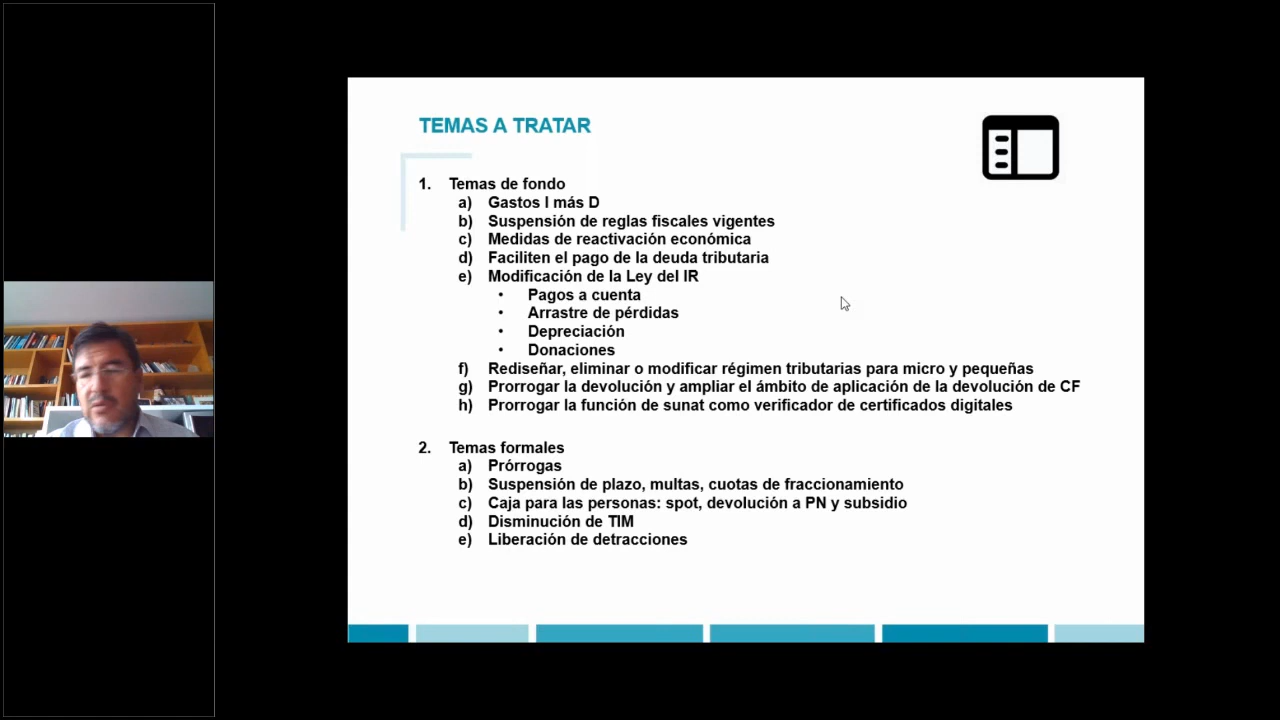 TEMAS A TRATAR
1. Temas de fondo
a) Gastos I más D
b) Suspensión de reglas fiscales vigentes
c) Medidas de reactivación económica
d) Faciliten el pago de la deuda tributaria
e) Modificación de la Ley del IR
• Pagos a cuenta
• Arrastre de pérdidas
• Depreciación
• Donaciones
f) Rediseñar, eliminar o modificar régimen tributarias para micro y pequeñas
g) Prorrogar la devolución y ampliar el ámbito de aplicación de la devolución de CF
h) Prorrogar la función de sunat como verificador de certificados digitales
2. Temas formales
a) Prórrogas
b) Suspensión de plazo, multas, cuotas de fraccionamiento
c) Caja para las personas: spot, devolución a PN y subsidio
d) Disminución de TIM
e) Liberación de detracciones